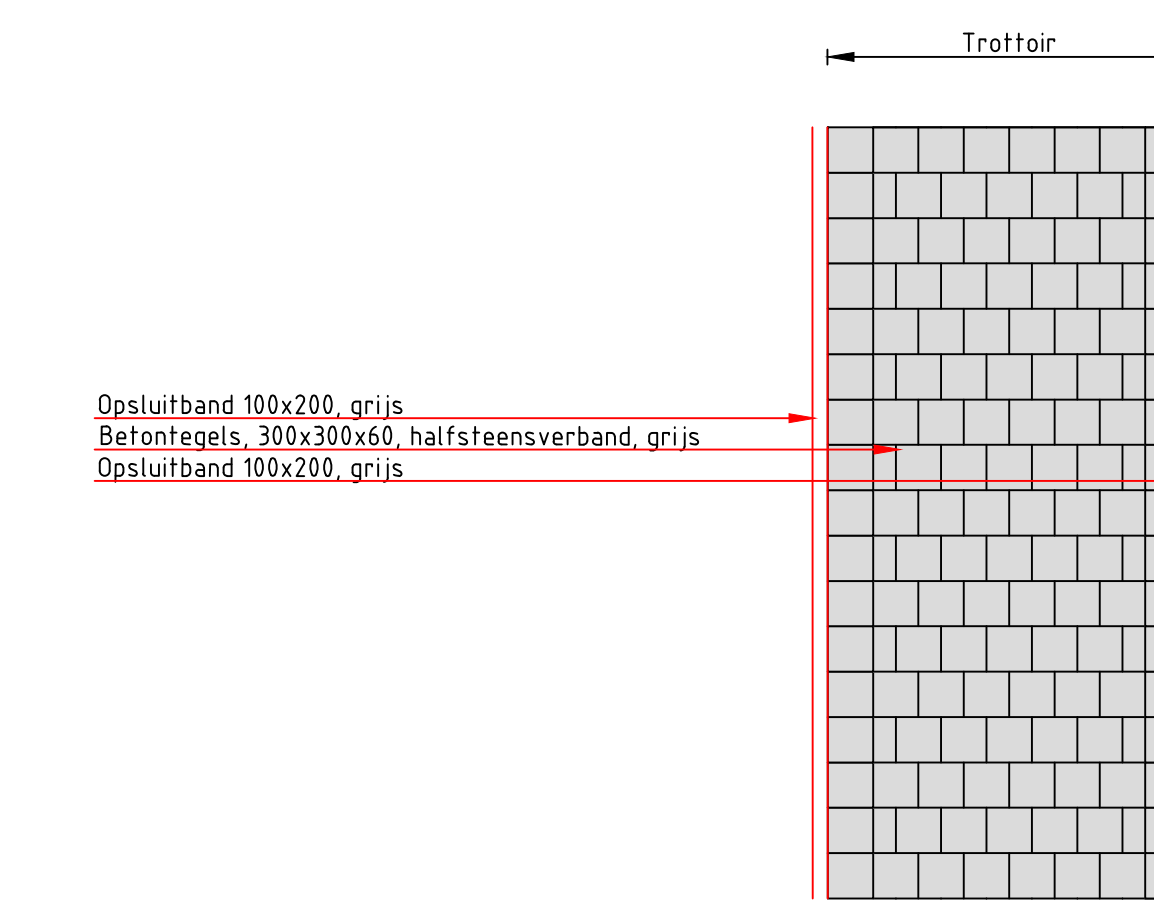 Trottoir
Opsluitband 100x200, grijs
Betontegels, 300x300x60, halfsteensverband, grijs
Opsluitband 100x200, grijs